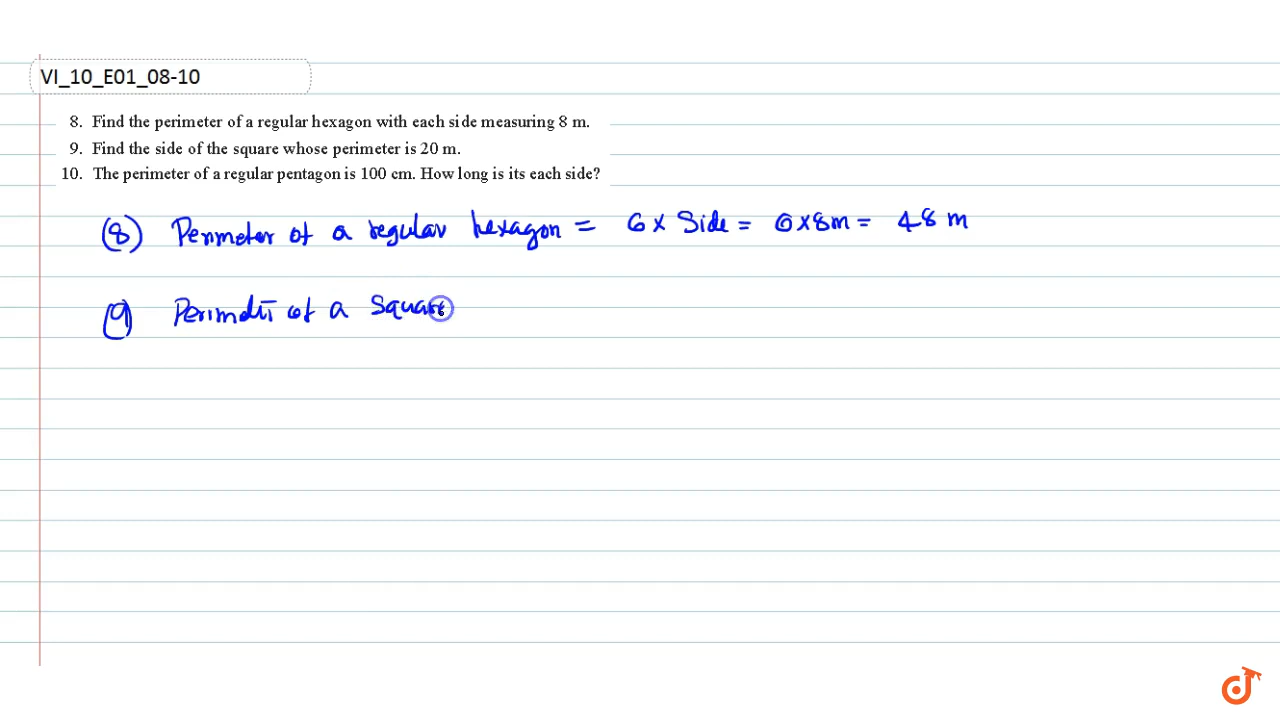 VI_10_E01_08-10
8. Find the perimeter of a regular hexagon with each side measuring 8 m.
9. Find the side of the square whose perimeter is 20 m.
10. The perimeter of a regular pentagon is 100 cm. How long is its each side?
(8) Perimeter of a regular hexagon = 6 × Side = 6 × 8m = 48 m
(9) Perimeter of a Square